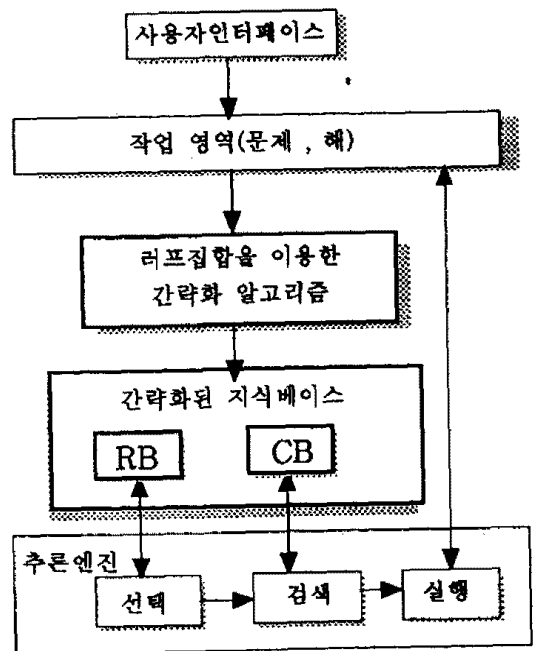 사용자인터페이스
작업 영역(문제 , 해)
러프집합을 이용한
간략화 알고리즘
간략화된 지식베이스
RB
CB
추론엔진
선택
검색
실행